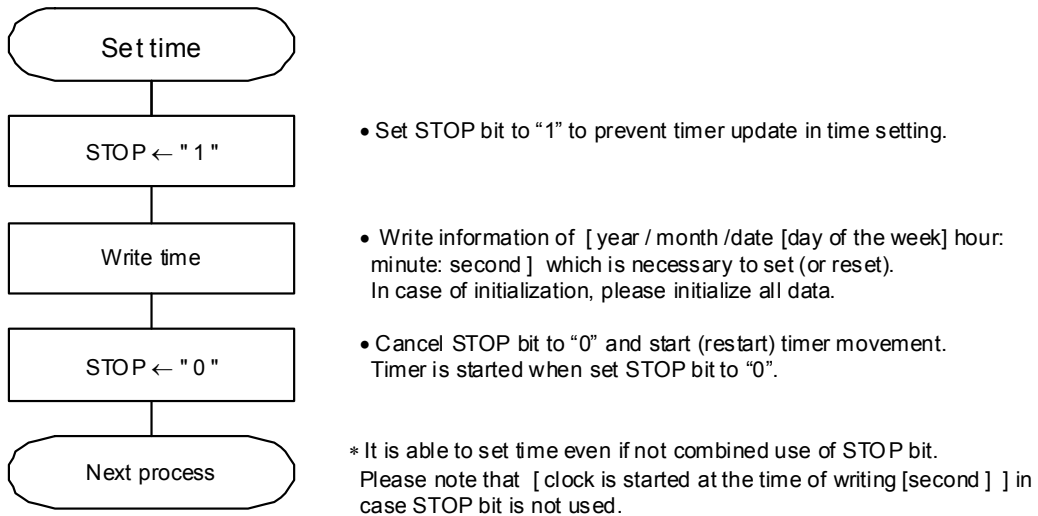 Set time
STOP ← " 1 "
• Set STOP bit to “1” to prevent timer update in time setting.
Write time
• Write information of [ year / month /date [day of the week] hour:
minute: second ] which is necessary to set (or reset).
In case of initialization, please initialize all data.
STOP ← " 0 "
• Cancel STOP bit to “0” and start (restart) timer movement.
Timer is started when set STOP bit to “0”.
Next process
* It is able to set time even if not combined use of STOP bit.
Please note that [ clock is started at the time of writing [second ] ] in
case STOP bit is not used.